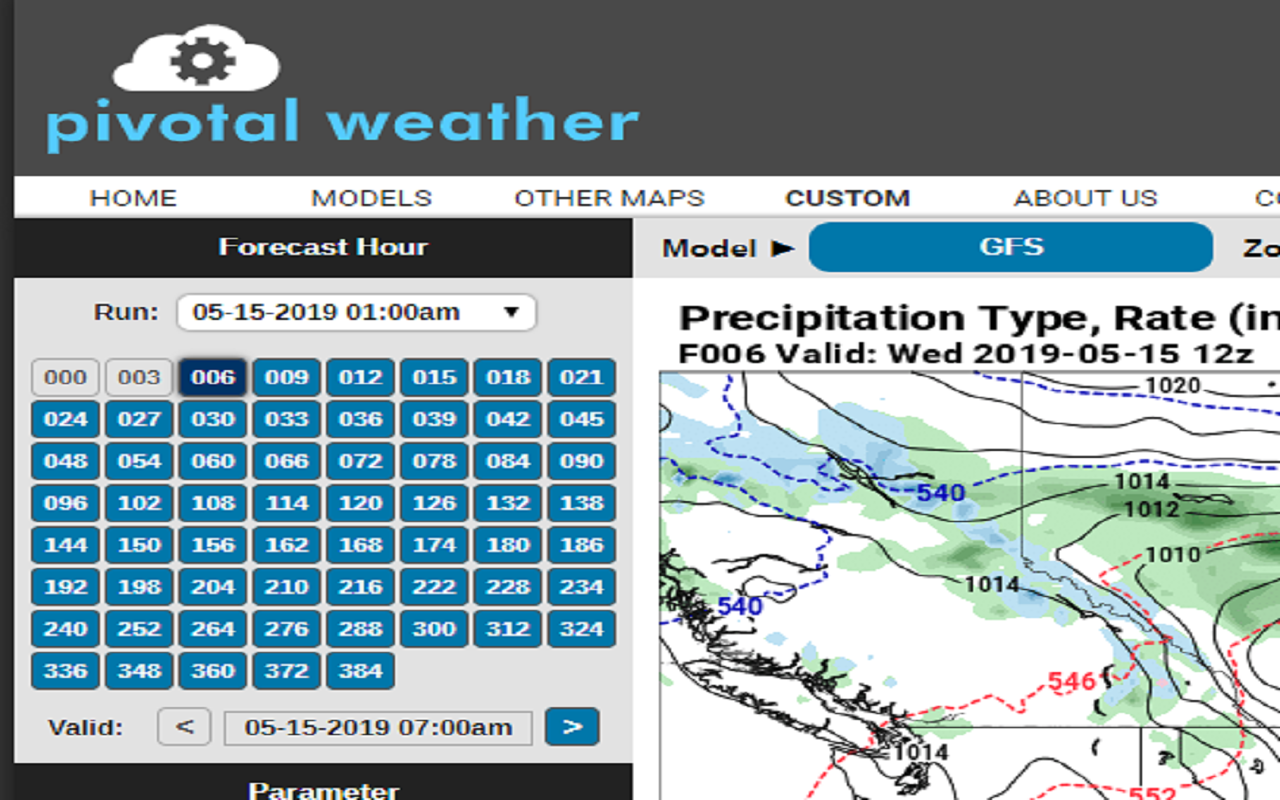 pivotal weather
HOME MODELS OTHER MAPS CUSTOM ABOUT US
Forecast Hour
Model ► GFS
Run: 05-15-2019 01:00am
000 003 006 009 012 015 018 021
024 027 030 033 036 039 042 045
048 054 060 066 072 078 084 090
096 102 108 114 120 126 132 138
144 150 156 162 168 174 180 186
192 198 204 210 216 222 228 234
240 252 264 276 288 300 312 324
336 348 360 372 384
Valid: < 05-15-2019 07:00am >
Parameter
Precipitation Type, Rate (in
F006 Valid: Wed 2019-05-15 12z
1020
1014
540
1012
1010
1014
540
546
1014
552